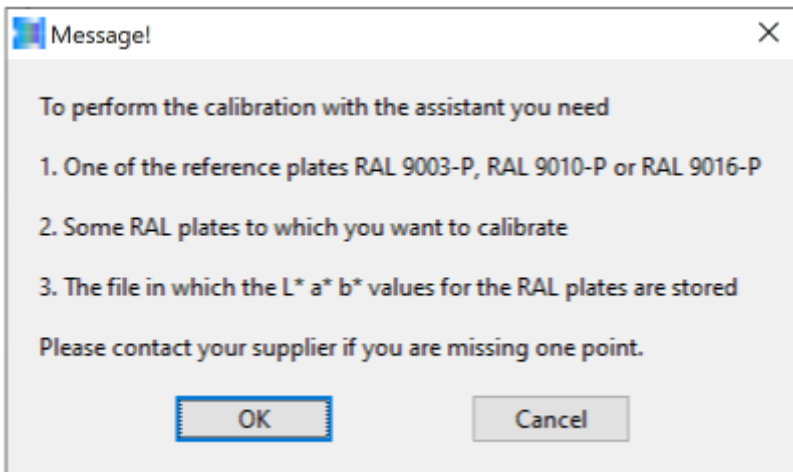 Message!
To perform the calibration with the assistant you need
1. One of the reference plates RAL 9003-P, RAL 9010-P or RAL 9016-P
2. Some RAL plates to which you want to calibrate
3. The file in which the L* a* b* values for the RAL plates are stored
Please contact your supplier if you are missing one point.
OK
Cancel